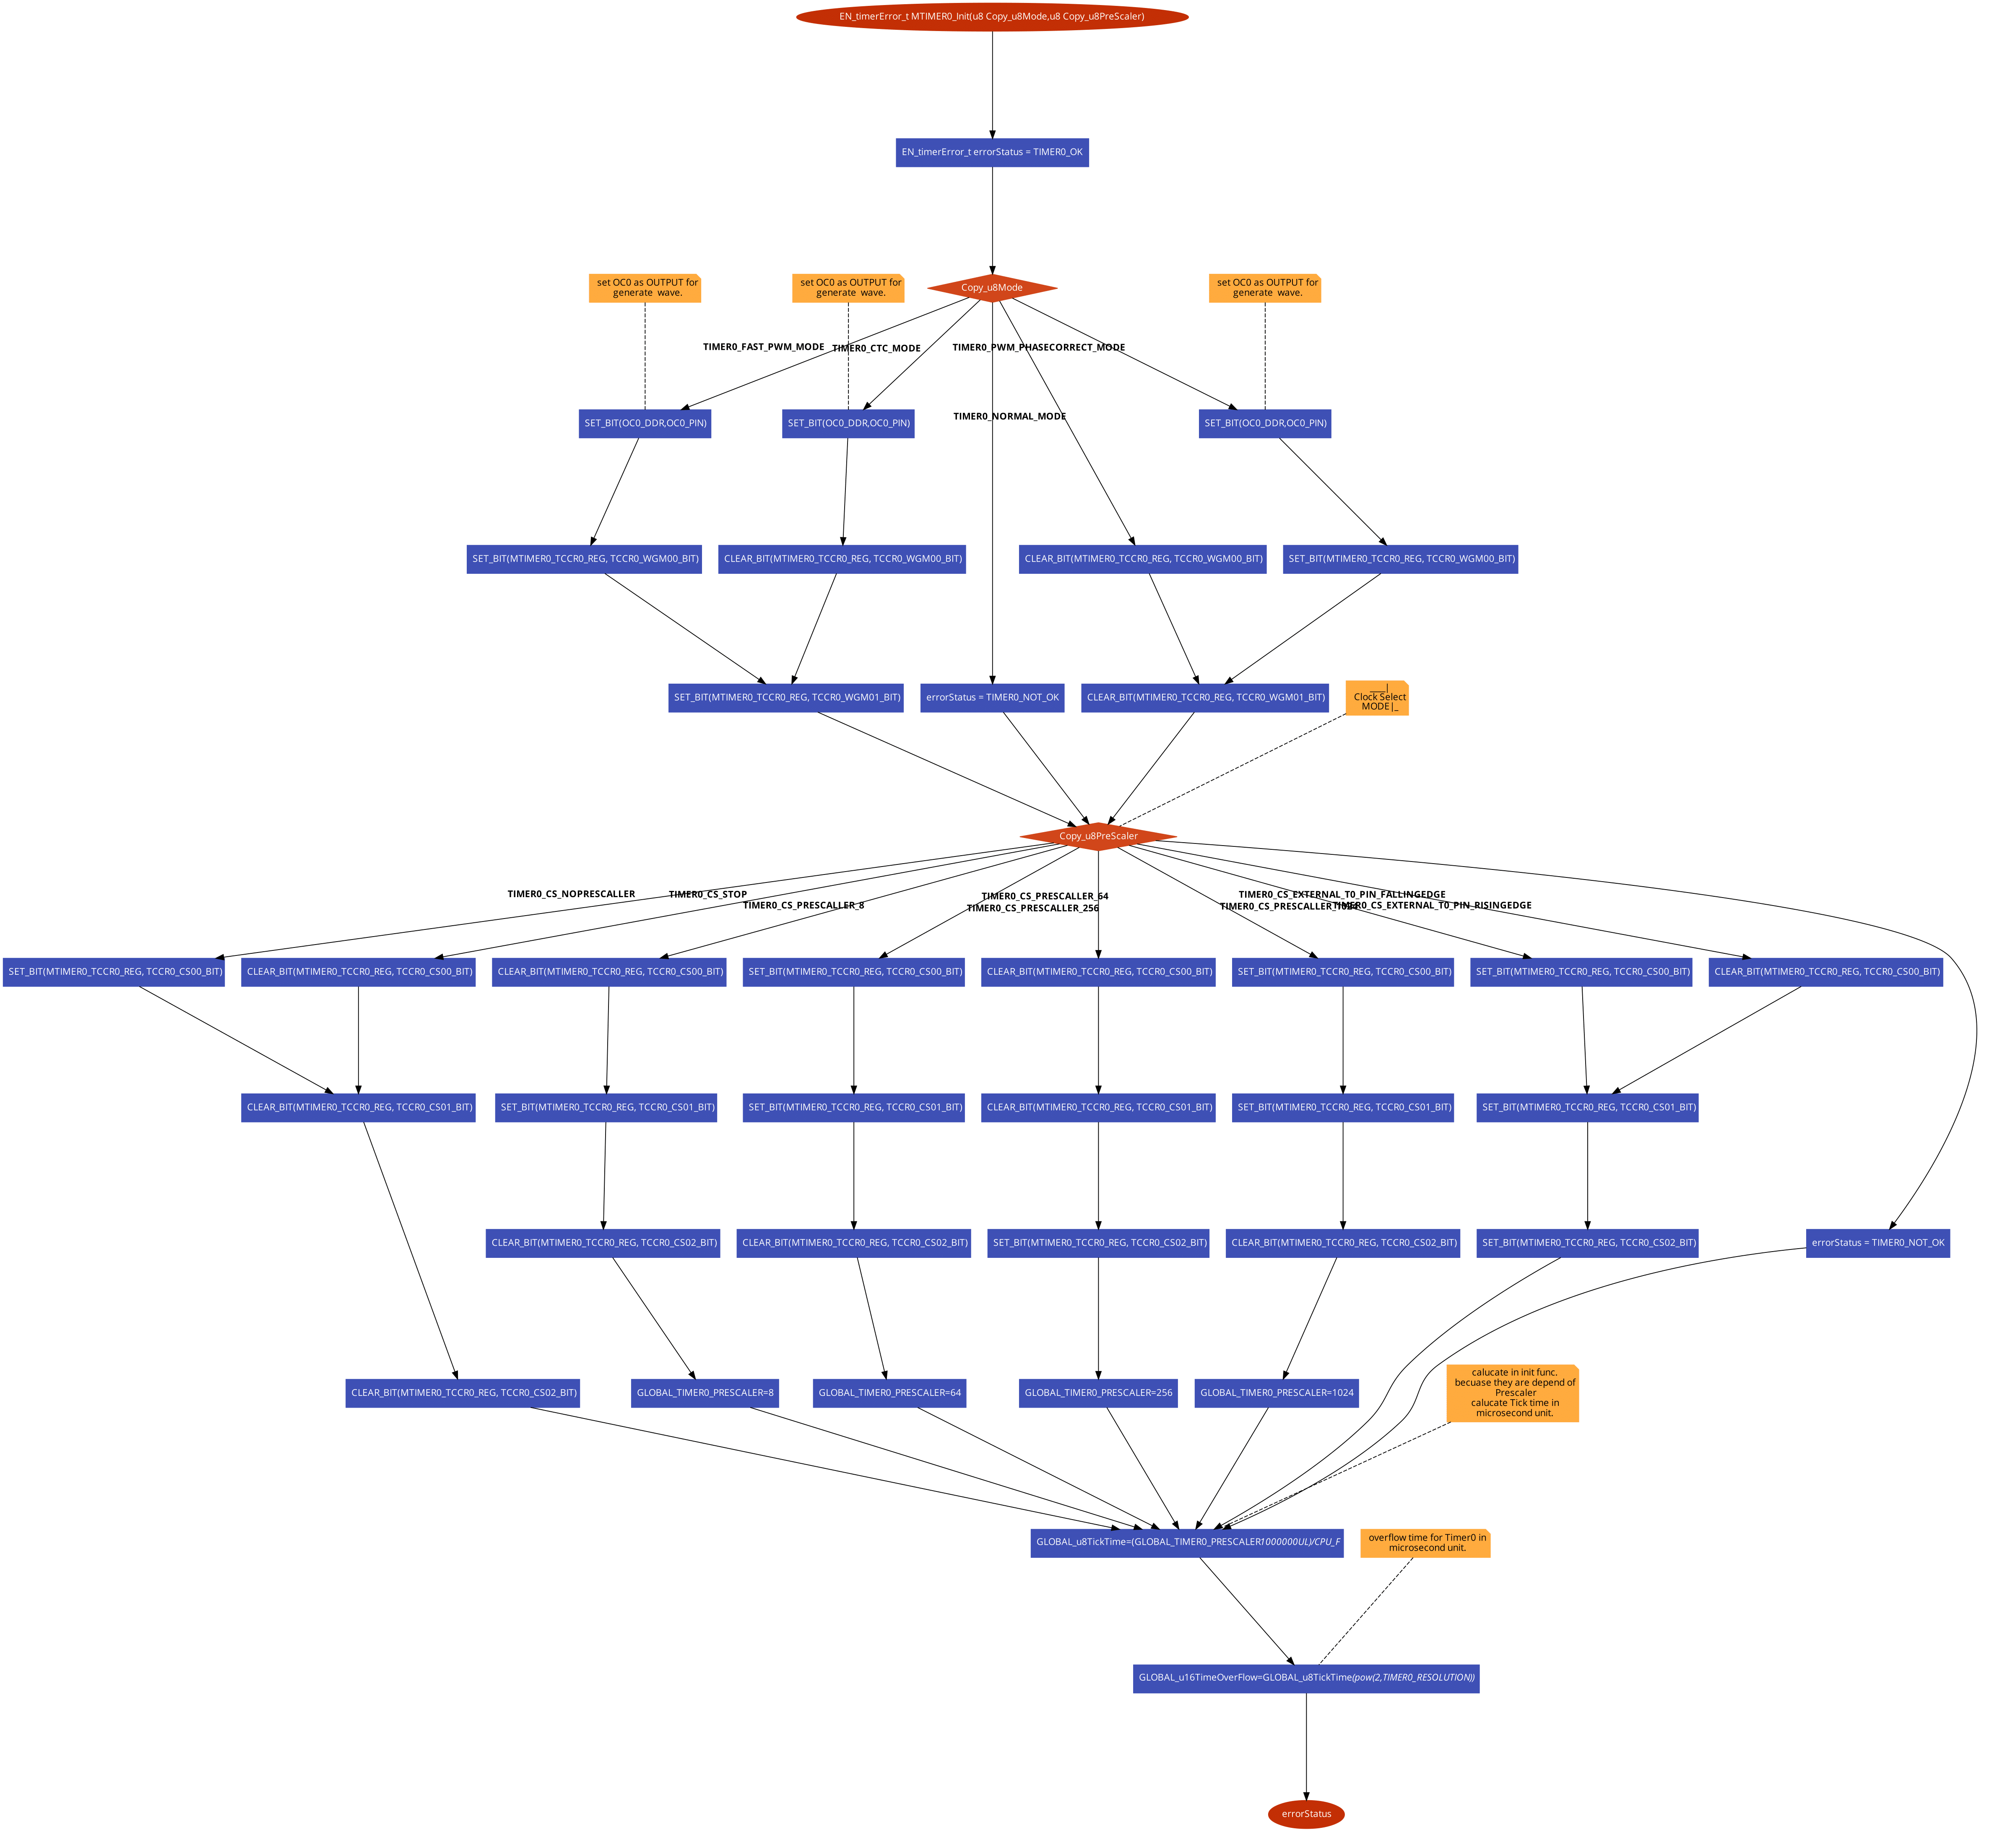 EN_timerError_t MTIMER0_Init(u8 Copy_u8Mode,u8 Copy_u8PreScaler)
EN_timerError_t errorStatus = TIMER0_OK
set OC0 as OUTPUT for
generate  wave.
set OC0 as OUTPUT for
generate  wave.
Copy_u8Mode
set OC0 as OUTPUT for
generate  wave.
TIMER0_FAST_PWM_MODE
TIMER0_CTC_MODE
TIMER0_PWM_PHASECORRECT_MODE
TIMER0_NORMAL_MODE
SET_BIT(OC0_DDR,OC0_PIN)
SET_BIT(OC0_DDR,OC0_PIN)
SET_BIT(OC0_DDR,OC0_PIN)
SET_BIT(MTIMER0_TCCR0_REG, TCCR0_WGM00_BIT)
CLEAR_BIT(MTIMER0_TCCR0_REG, TCCR0_WGM00_BIT)
CLEAR_BIT(MTIMER0_TCCR0_REG, TCCR0_WGM00_BIT)
SET_BIT(MTIMER0_TCCR0_REG, TCCR0_WGM00_BIT)
SET_BIT(MTIMER0_TCCR0_REG, TCCR0_WGM01_BIT)
errorStatus = TIMER0_NOT_OK
CLEAR_BIT(MTIMER0_TCCR0_REG, TCCR0_WGM01_BIT)
____|
Clock Select
MODE|_
Copy_u8PreScaler
TIMER0_CS_NOPRESCALLER
TIMER0_CS_STOP
TIMER0_CS_PRESCALLER_8
TIMER0_CS_PRESCALLER_64
TIMER0_CS_PRESCALLER_256
TIMER0_CS_EXTERNAL_T0_PIN_FALLINGEDGE
TIMER0_CS_PRESCALLER_1024
TIMER0_CS_EXTERNAL_T0_PIN_RISINGEDGE
SET_BIT(MTIMER0_TCCR0_REG, TCCR0_CS00_BIT)
CLEAR_BIT(MTIMER0_TCCR0_REG, TCCR0_CS00_BIT)
CLEAR_BIT(MTIMER0_TCCR0_REG, TCCR0_CS00_BIT)
SET_BIT(MTIMER0_TCCR0_REG, TCCR0_CS00_BIT)
CLEAR_BIT(MTIMER0_TCCR0_REG, TCCR0_CS00_BIT)
SET_BIT(MTIMER0_TCCR0_REG, TCCR0_CS00_BIT)
SET_BIT(MTIMER0_TCCR0_REG, TCCR0_CS00_BIT)
CLEAR_BIT(MTIMER0_TCCR0_REG, TCCR0_CS00_BIT)
CLEAR_BIT(MTIMER0_TCCR0_REG, TCCR0_CS01_BIT)
SET_BIT(MTIMER0_TCCR0_REG, TCCR0_CS01_BIT)
SET_BIT(MTIMER0_TCCR0_REG, TCCR0_CS01_BIT)
CLEAR_BIT(MTIMER0_TCCR0_REG, TCCR0_CS01_BIT)
SET_BIT(MTIMER0_TCCR0_REG, TCCR0_CS01_BIT)
SET_BIT(MTIMER0_TCCR0_REG, TCCR0_CS01_BIT)
CLEAR_BIT(MTIMER0_TCCR0_REG, TCCR0_CS02_BIT)
CLEAR_BIT(MTIMER0_TCCR0_REG, TCCR0_CS02_BIT)
SET_BIT(MTIMER0_TCCR0_REG, TCCR0_CS02_BIT)
CLEAR_BIT(MTIMER0_TCCR0_REG, TCCR0_CS02_BIT)
SET_BIT(MTIMER0_TCCR0_REG, TCCR0_CS02_BIT)
errorStatus = TIMER0_NOT_OK
CLEAR_BIT(MTIMER0_TCCR0_REG, TCCR0_CS02_BIT)
GLOBAL_TIMER0_PRESCALER=8
GLOBAL_TIMER0_PRESCALER=64
GLOBAL_TIMER0_PRESCALER=256
GLOBAL_TIMER0_PRESCALER=1024
calucate in init func.
becuase they are depend of
Prescaler
calucate Tick time in
microsecond unit.
GLOBAL_u8TickTime=(GLOBAL_TIMER0_PRESCALER1000000UL)/CPU_F
overflow time for Timer0 in
microsecond unit.
GLOBAL_u16TimeOverFlow=GLOBAL_u8TickTime(pow(2,TIMER0_RESOLUTION))
errorStatus